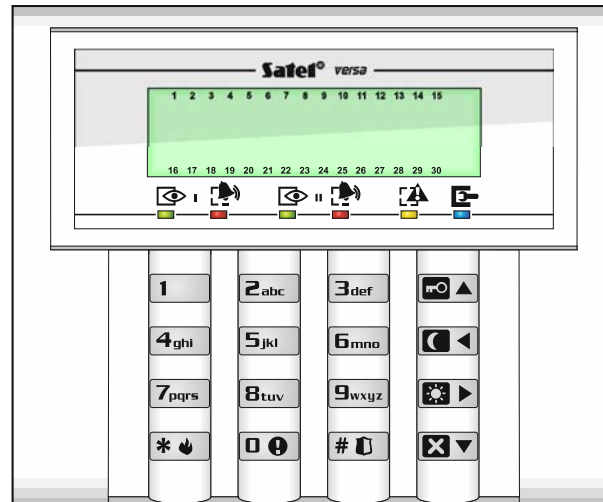 Satel® versa
1 2 3 4 5 6 7 8 9 10 11 12 13 14 15
16 17 18 19 20 21 22 23 24 25 26 27 28 29 30
I II
1 2abc 3def
4ghi 5jkl 6mno
7pqrs 8tuv 9wxyz
* 0 #